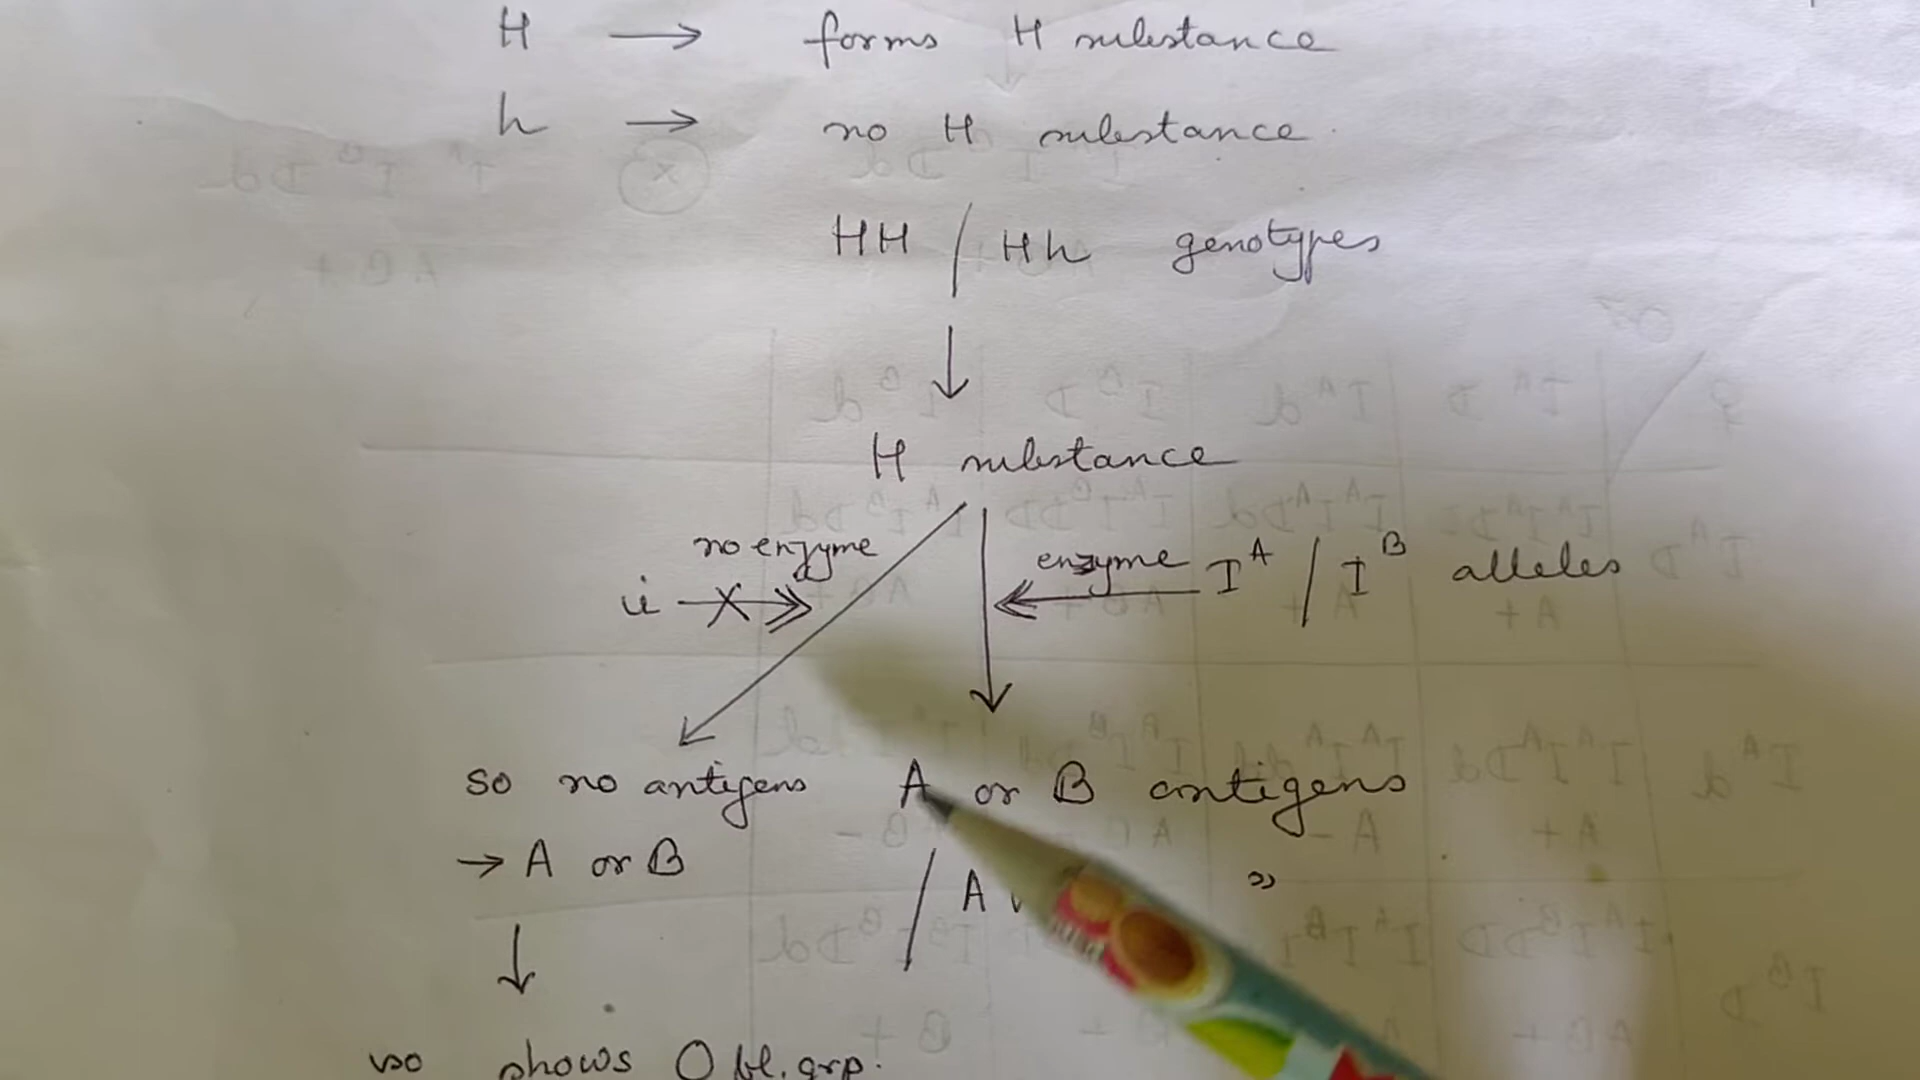 H → forms H substance
h → no H substance
HH / Hh genotypes
↓
H substance
no enzyme
enzyme I^A / I^B alleles
ii
so no antigens A or B antigens
→ A or B
/ A "
↓
so shows O bl. grp.